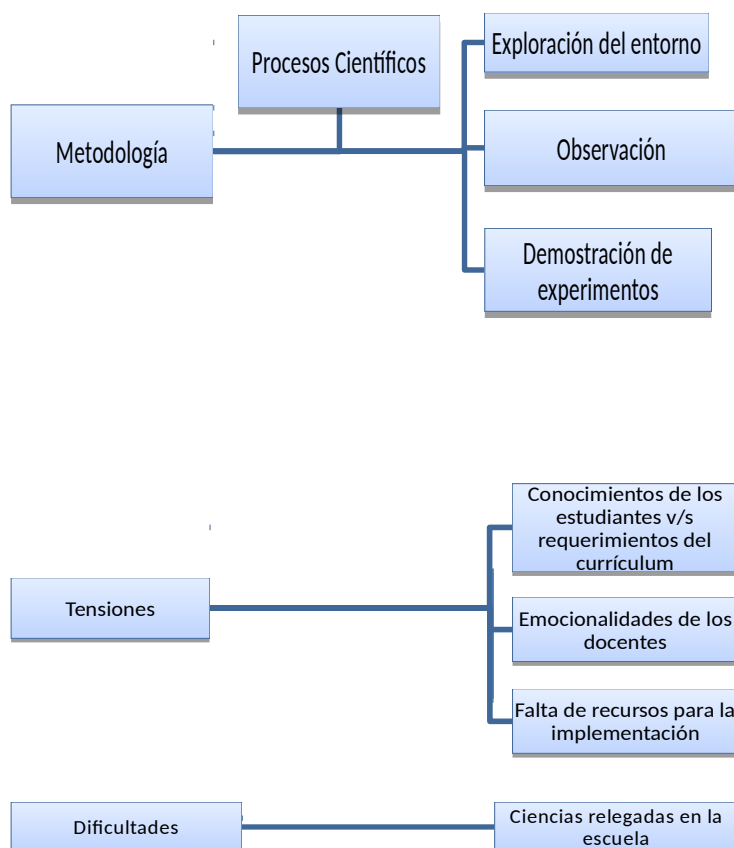 Procesos Científicos
Exploración del entorno
Metodología
Observación
Demostración de
experimentos
Conocimientos de los
estudiantes v/s
requerimientos del
currículum
Tensiones
Emocionalidades de los
docentes
Falta de recursos para la
implementación
Dificultades
Ciencias relegadas en la
escuela